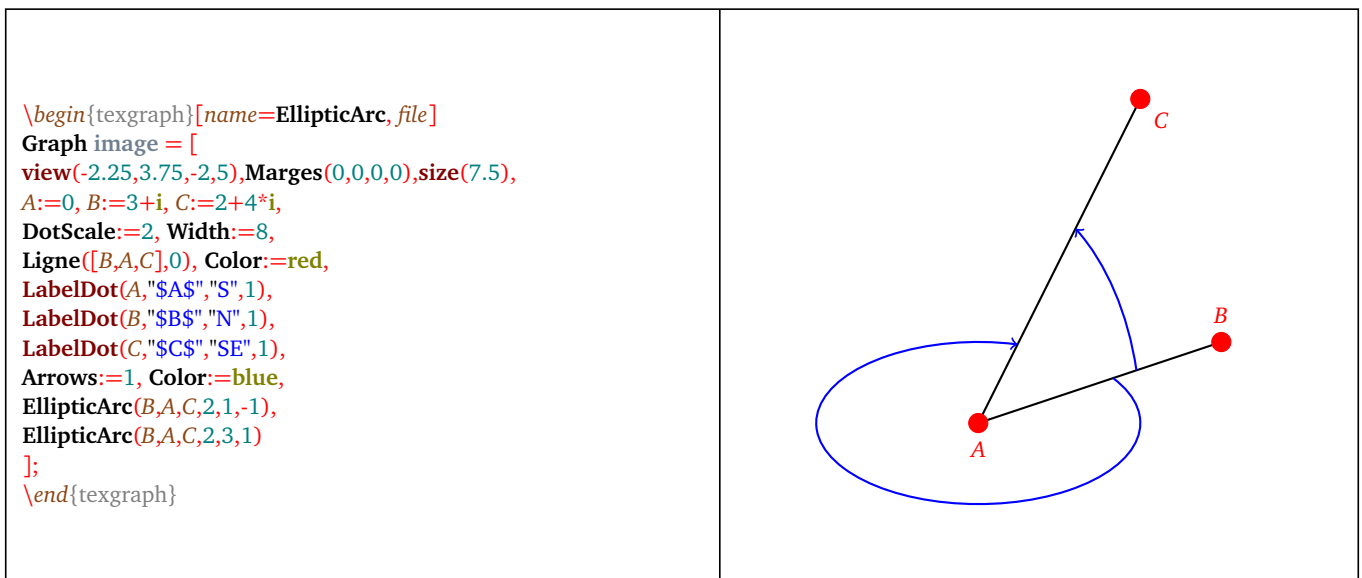 \begin{texgraph}[name=EllipticArc, file]
Graph image = [
view(-2.25,3.75,-2,5),Marges(0,0,0,0),size(7.5),
A:=0, B:=3+i, C:=2+4*i,
DotScale:=2, Width:=8,
Ligne([B,A,C],0), Color:=red,
LabelDot(A,"$A$","S",1),
LabelDot(B,"$B$","N",1),
LabelDot(C,"$C$","SE",1),
Arrows:=1, Color:=blue,
EllipticArc(B,A,C,2,1,-1),
EllipticArc(B,A,C,2,3,1)
];
\end{texgraph}
C
B
A